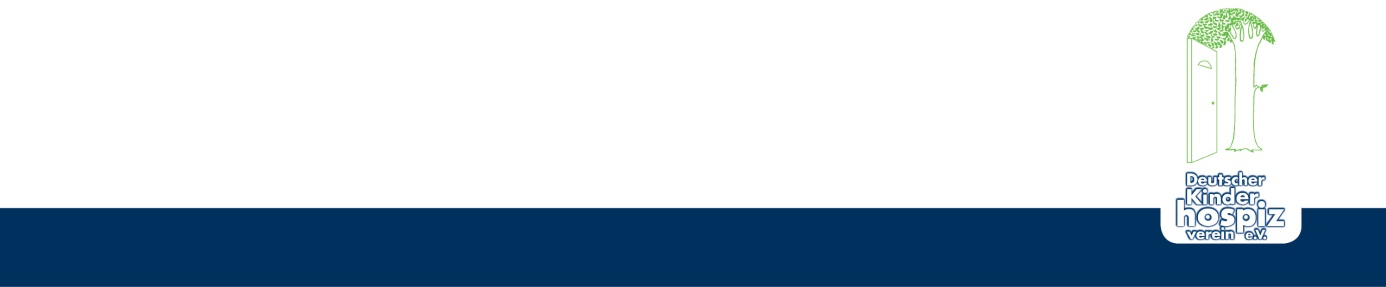 Deutscher
Kinder
hospiz
verein e.V.